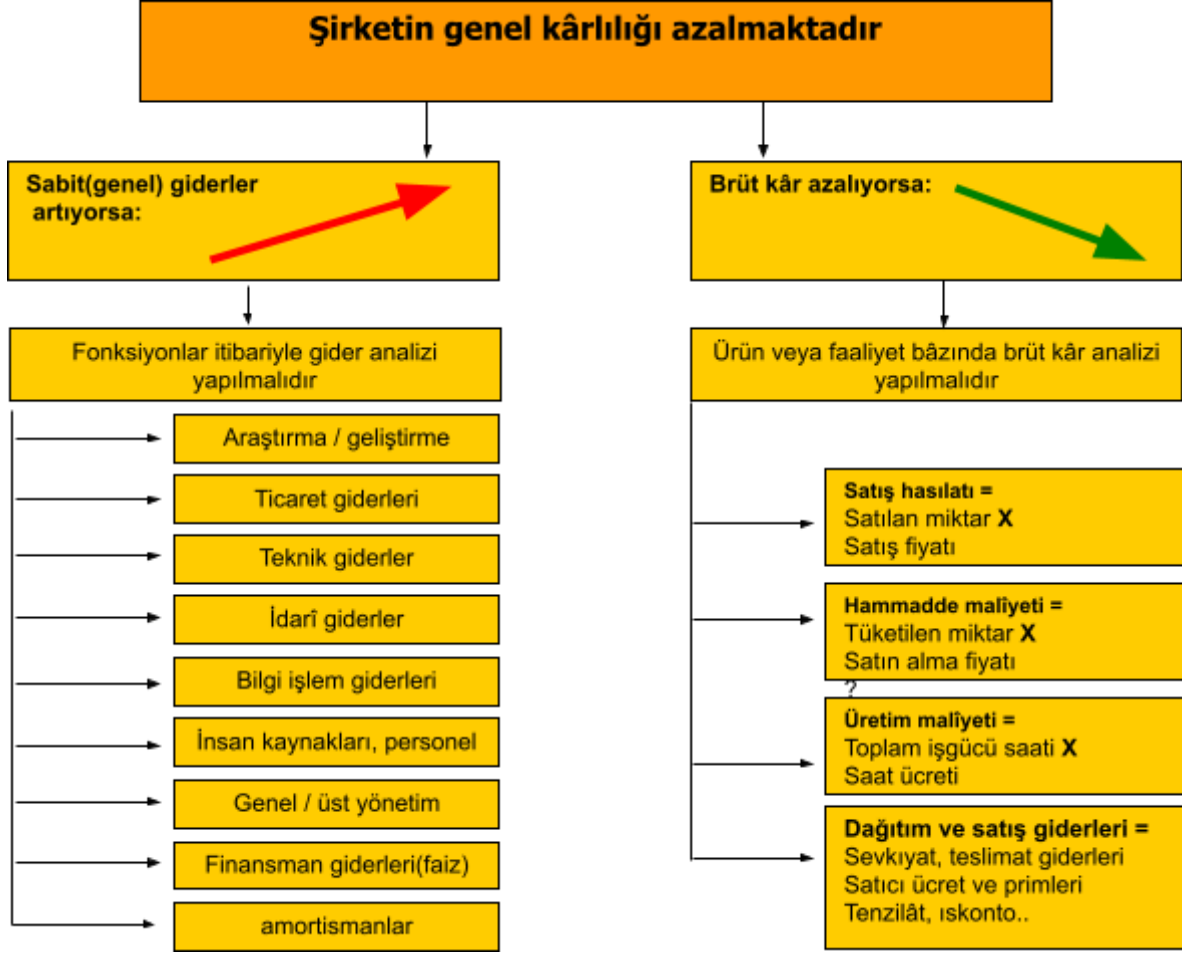 Şirketin genel kârlılığı azalmaktadır
Sabit(genel) giderler
artıyorsa:
Brüt kâr azalıyorsa:
Fonksiyonlar itibariyle gider analizi
yapılmalıdır
Ürün veya faaliyet bâzında brüt kâr analizi
yapılmalıdır
Araştırma / geliştirme
Ticaret giderleri
Teknik giderler
İdarî giderler
Bilgi işlem giderleri
İnsan kaynakları, personel
Genel / üst yönetim
Finansman giderleri(faiz)
amortismanlar
Satış hasılatı =
Satılan miktar X
Satış fiyatı
Hammadde malîyeti =
Tüketilen miktar X
Satın alma fiyatı
?
Üretim malîyeti =
Toplam işgücü saati X
Saat ücreti
Dağıtım ve satış giderleri =
Sevkıyat, teslimat giderleri
Satıcı ücret ve primleri
Tenzilât, ıskonto..